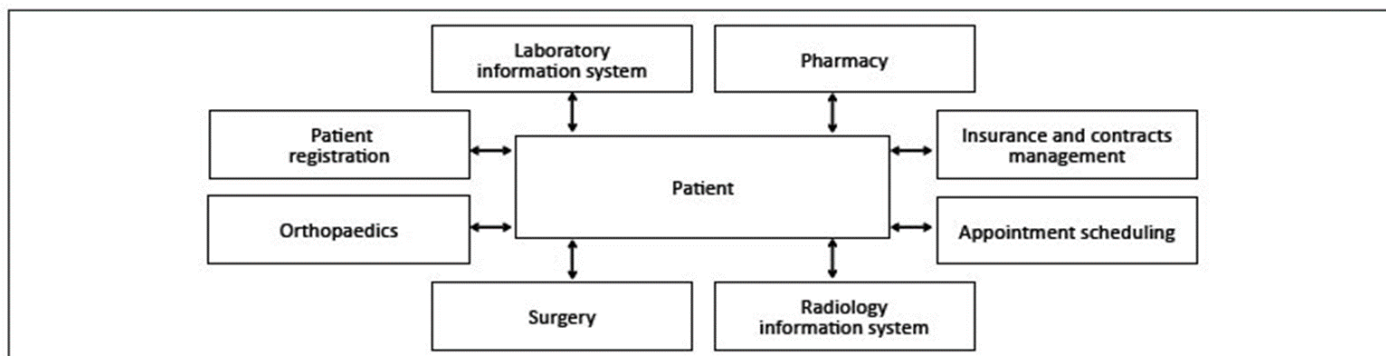 Laboratory
information system
Pharmacy
Patient
registration
Insurance and contracts
management
Patient
Orthopaedics
Appointment scheduling
Surgery
Radiology
information system